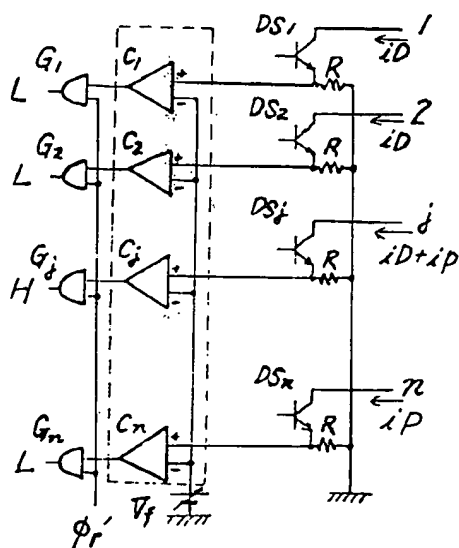 DS1
1
iD
G1
C1
+
-
R
L
DS2
2
iD
G2
C2
+
-
R
L
DSj
j
iD+iP
Gj
Cj
+
-
R
H
DSn
n
iP
Gn
Cn
+
-
R
L
Vf
φr'